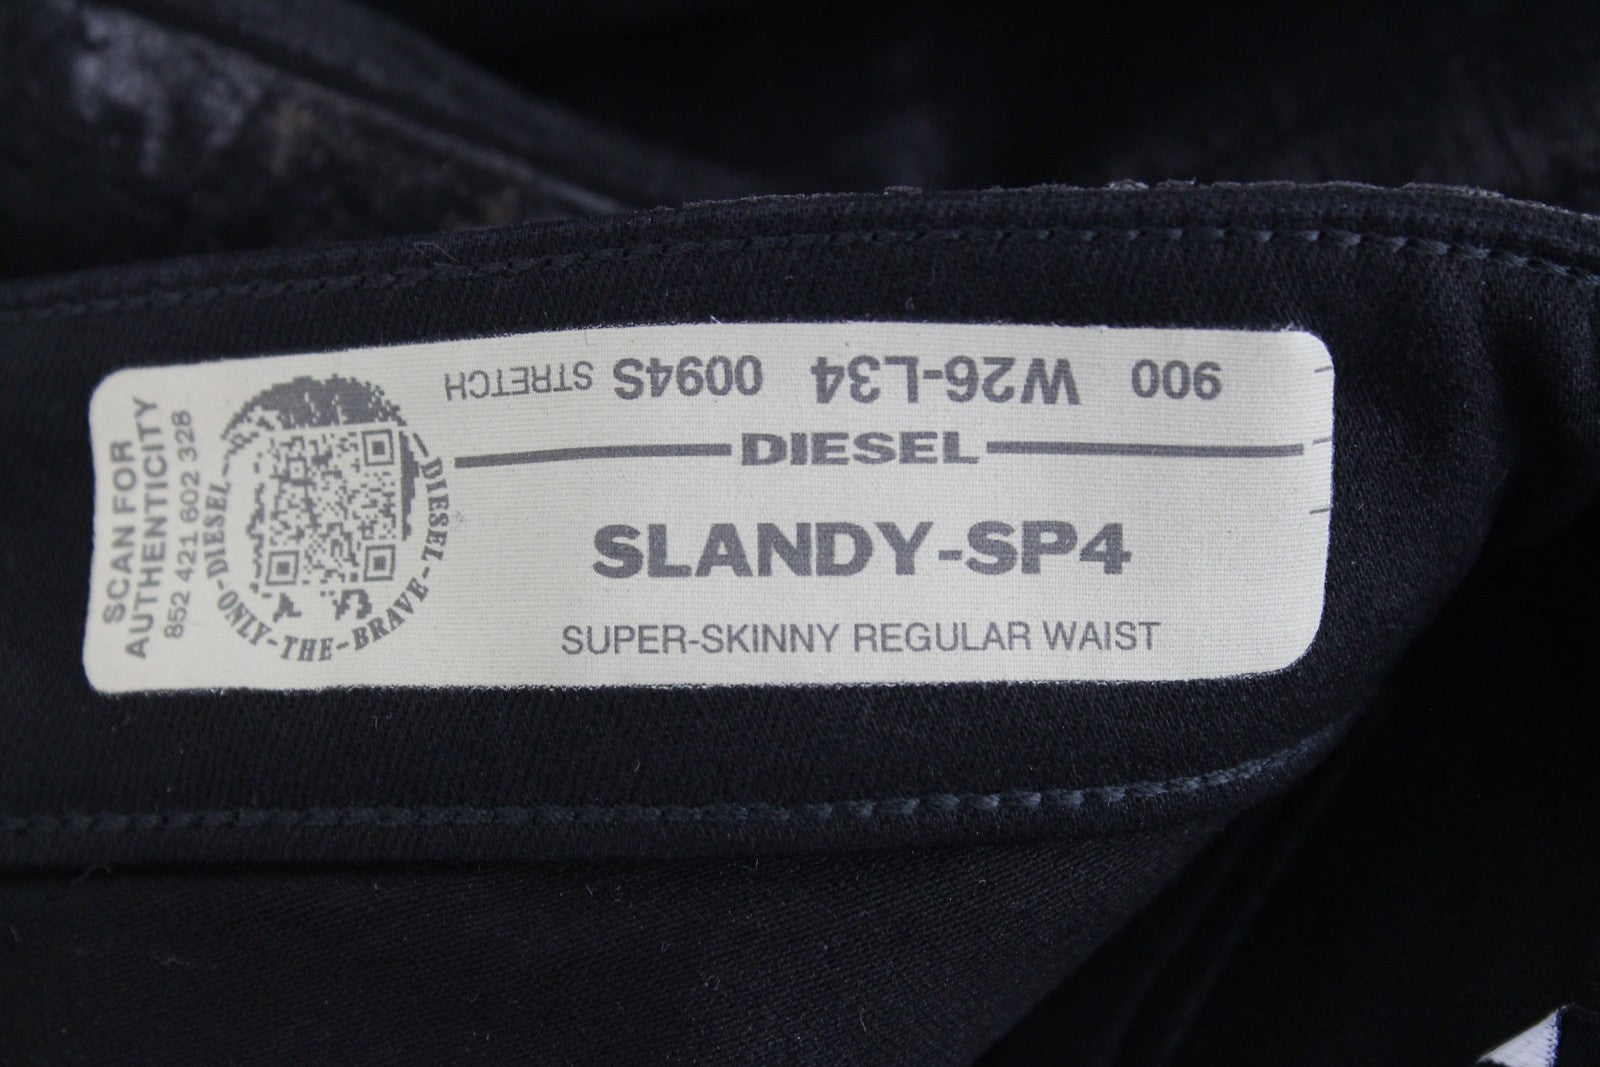 900 W26-L34 0094S STRETCH
DIESEL
SLANDY-SP4
SUPER-SKINNY REGULAR WAIST
SCAN FOR
AUTHENTICITY
852 421 602 328
DIESEL-ONLY-THE-BRAVE-DIESEL